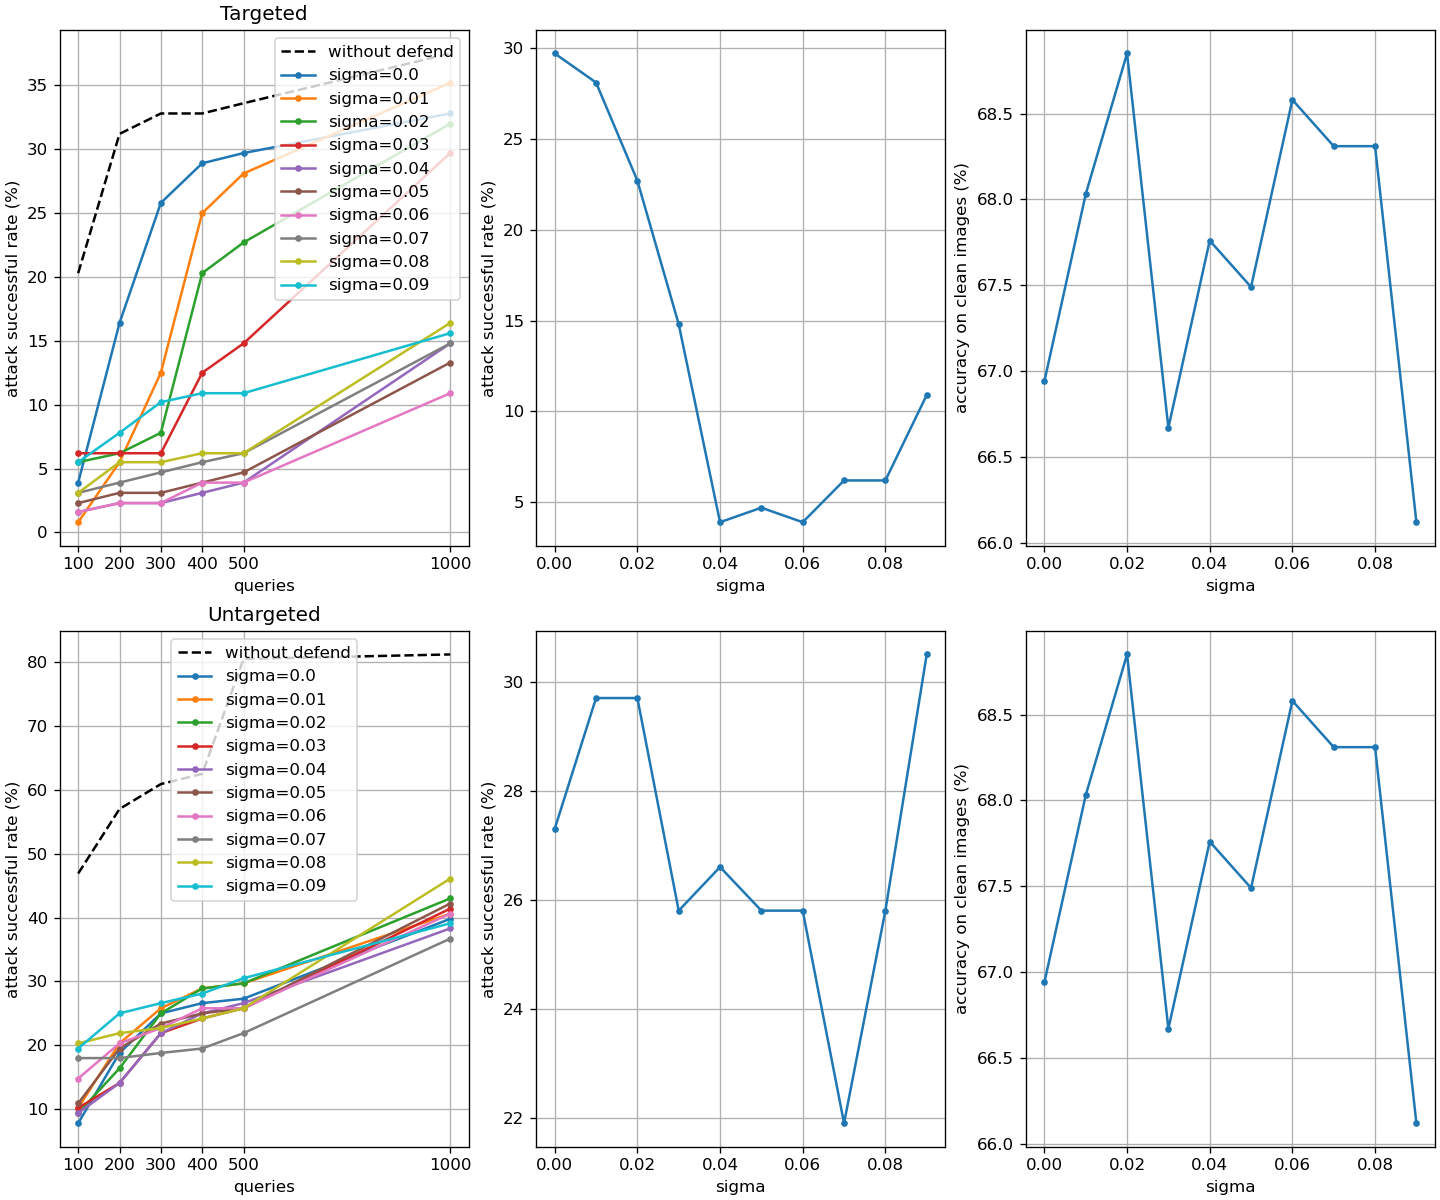 Targeted
attack successful rate (%)
35
30
25
20
15
10
5
0
without defend
sigma=0.0
sigma=0.01
sigma=0.02
sigma=0.03
sigma=0.04
sigma=0.05
sigma=0.06
sigma=0.07
sigma=0.08
sigma=0.09
100 200 300 400 500 1000
queries
attack successful rate (%)
30
25
20
15
10
5
0.00 0.02 0.04 0.06 0.08
sigma
accuracy on clean images (%)
68.5
68.0
67.5
67.0
66.5
66.0
0.00 0.02 0.04 0.06 0.08
sigma
Untargeted
attack successful rate (%)
80
70
60
50
40
30
20
10
without defend
sigma=0.0
sigma=0.01
sigma=0.02
sigma=0.03
sigma=0.04
sigma=0.05
sigma=0.06
sigma=0.07
sigma=0.08
sigma=0.09
100 200 300 400 500 1000
queries
attack successful rate (%)
30
28
26
24
22
0.00 0.02 0.04 0.06 0.08
sigma
accuracy on clean images (%)
68.5
68.0
67.5
67.0
66.5
66.0
0.00 0.02 0.04 0.06 0.08
sigma